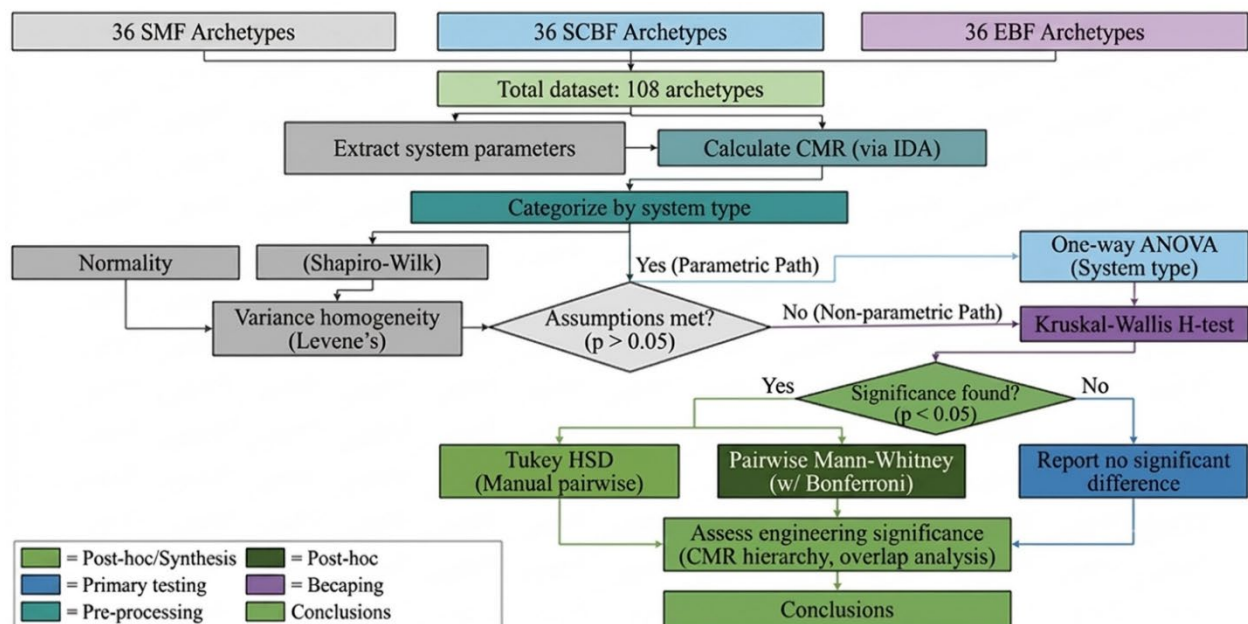 36 SMF Archetypes
36 SCBF Archetypes
36 EBF Archetypes
Total dataset: 108 archetypes
Extract system parameters
Calculate CMR (via IDA)
Categorize by system type
Normality
(Shapiro-Wilk)
Variance homogeneity
(Levene's)
Assumptions met?
(p > 0.05)
Yes (Parametric Path)
No (Non-parametric Path)
One-way ANOVA
(System type)
Kruskal-Wallis H-test
Significance found?
(p < 0.05)
Yes
No
Tukey HSD
(Manual pairwise)
Pairwise Mann-Whitney
(w/ Bonferroni)
Report no significant
difference
Assess engineering significance
(CMR hierarchy, overlap analysis)
Conclusions
= Post-hoc/Synthesis
= Post-hoc
= Primary testing
= Becaping
= Pre-processing
= Conclusions